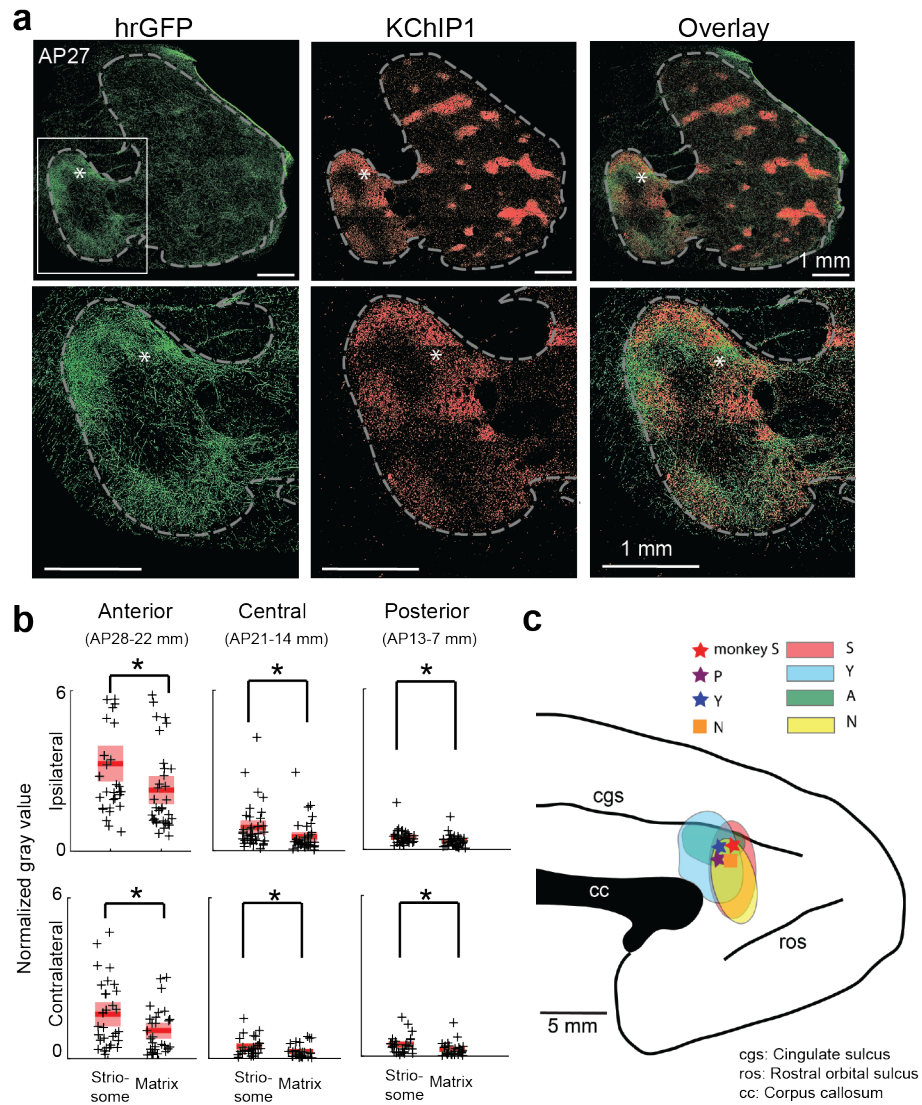 a
hrGFP KChIP1 Overlay
AP27
*
*
*
1 mm
*
*
*
1 mm
b
Anterior Central Posterior
(AP28-22 mm) (AP21-14 mm) (AP13-7 mm)
* * *
6
Ipsilateral
0
Normalized gray value
* * *
6
Contralateral
0
Strio-
some Matrix
Strio-
some Matrix
Strio-
some Matrix
c
monkey S S
P Y
Y A
N N
cgs
cc
ros
5 mm
cgs: Cingulate sulcus
ros: Rostral orbital sulcus
cc: Corpus callosum